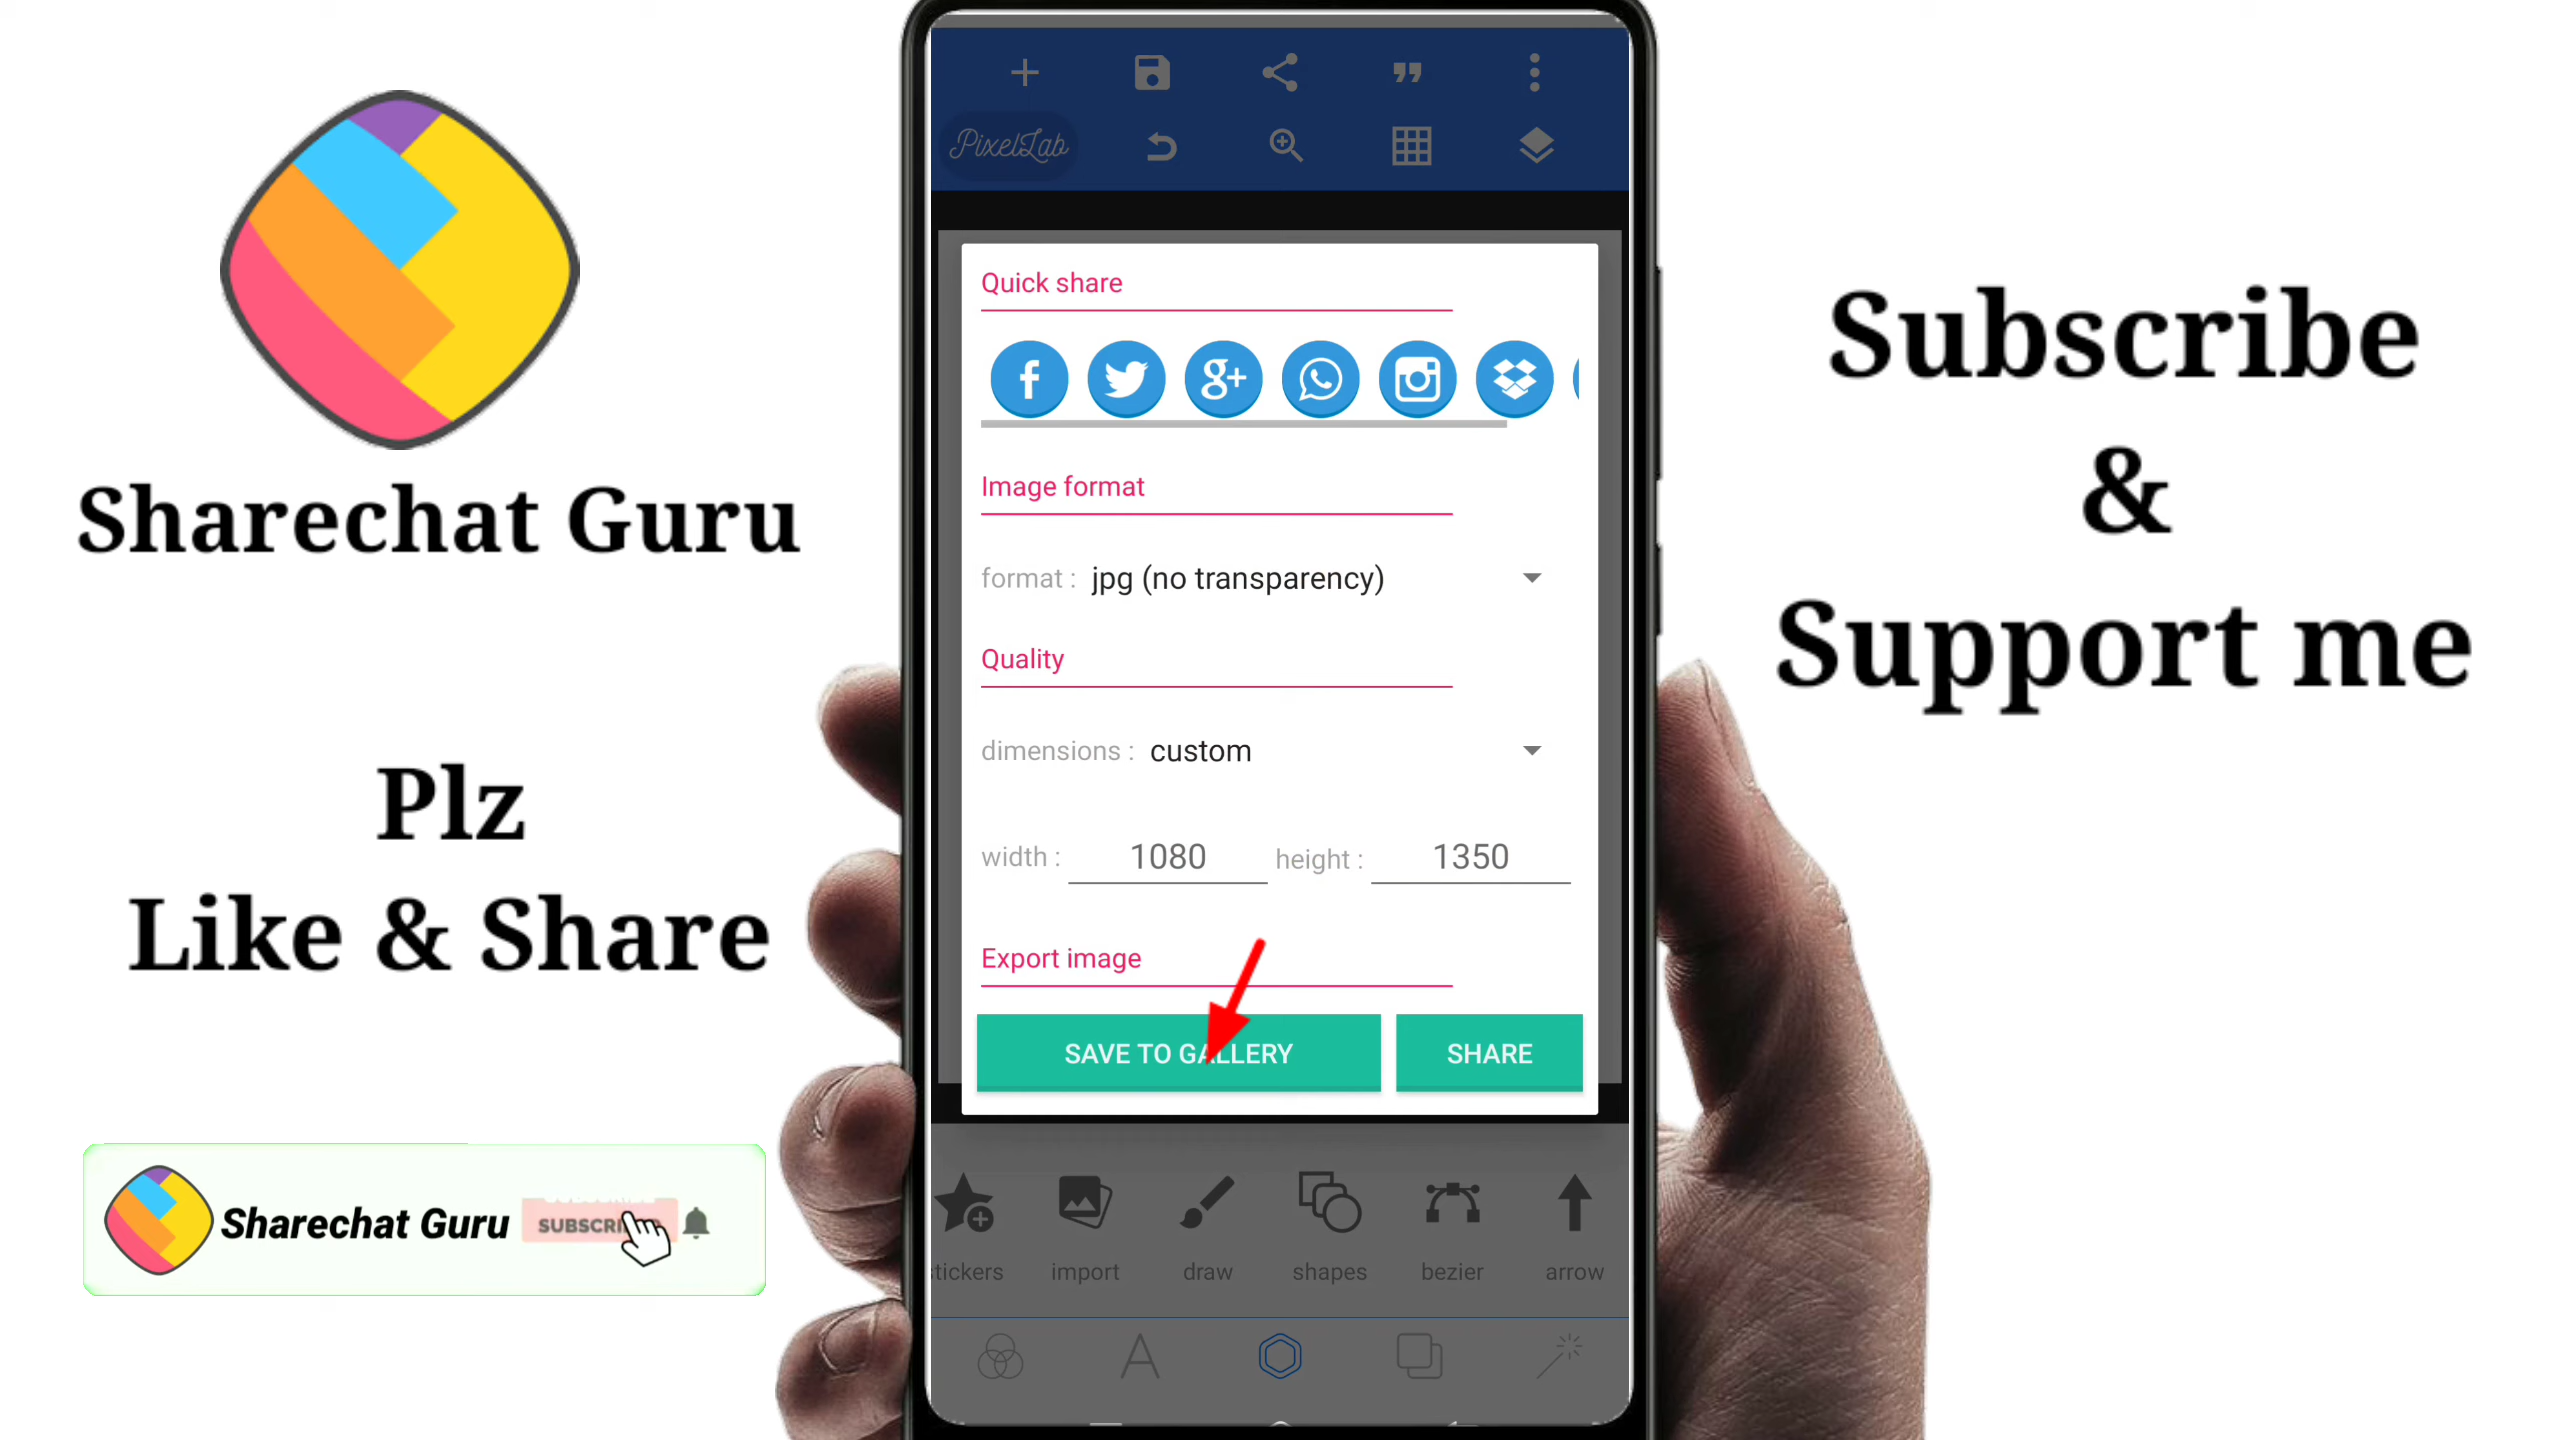 Sharechat Guru
Plz
Like & Share
Sharechat Guru
PixelLab
Quick share
g+
Image format
format : jpg (no transparency)
Quality
dimensions : custom
width : 1080 height : 1350
Export image
SAVE TO GALLERY SHARE
tickers import draw shapes bezier arrow
Subscribe
&
Support me